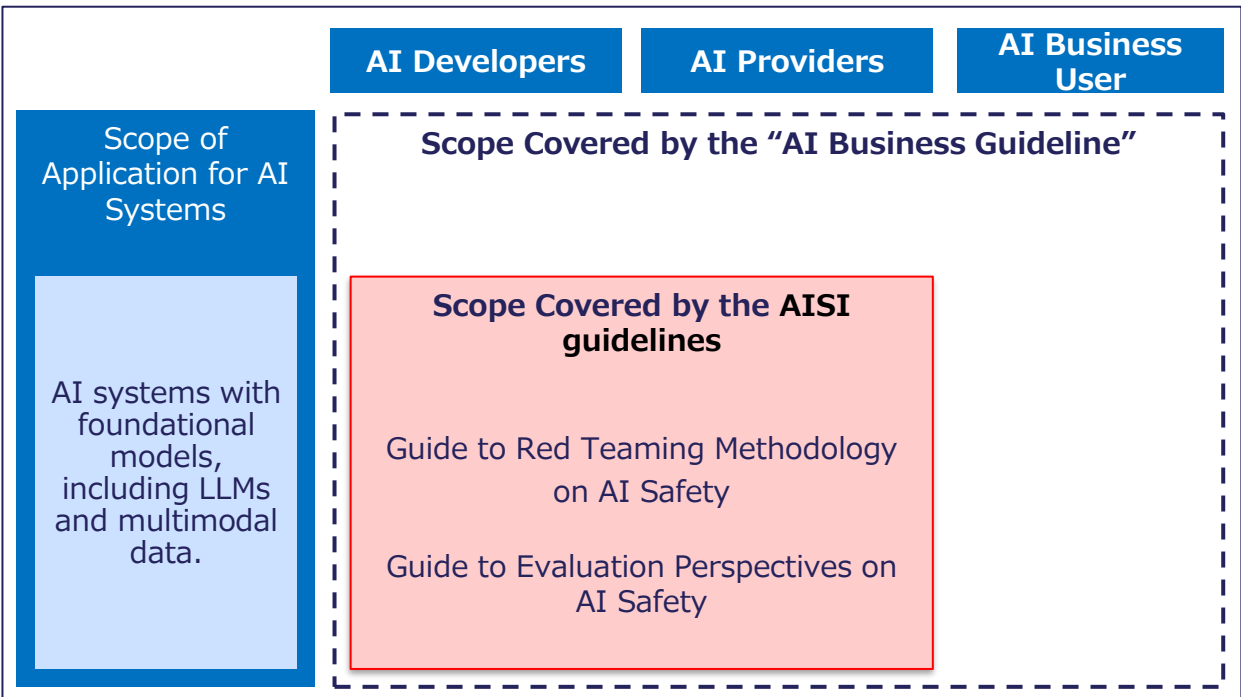 AI Developers
AI Providers
AI Business
User
Scope of
Application for AI
Systems
Scope Covered by the “AI Business Guideline”
AI systems with
foundational
models,
including LLMs
and multimodal
data.
Scope Covered by the AISI
guidelines
Guide to Red Teaming Methodology
on AI Safety
Guide to Evaluation Perspectives on
AI Safety